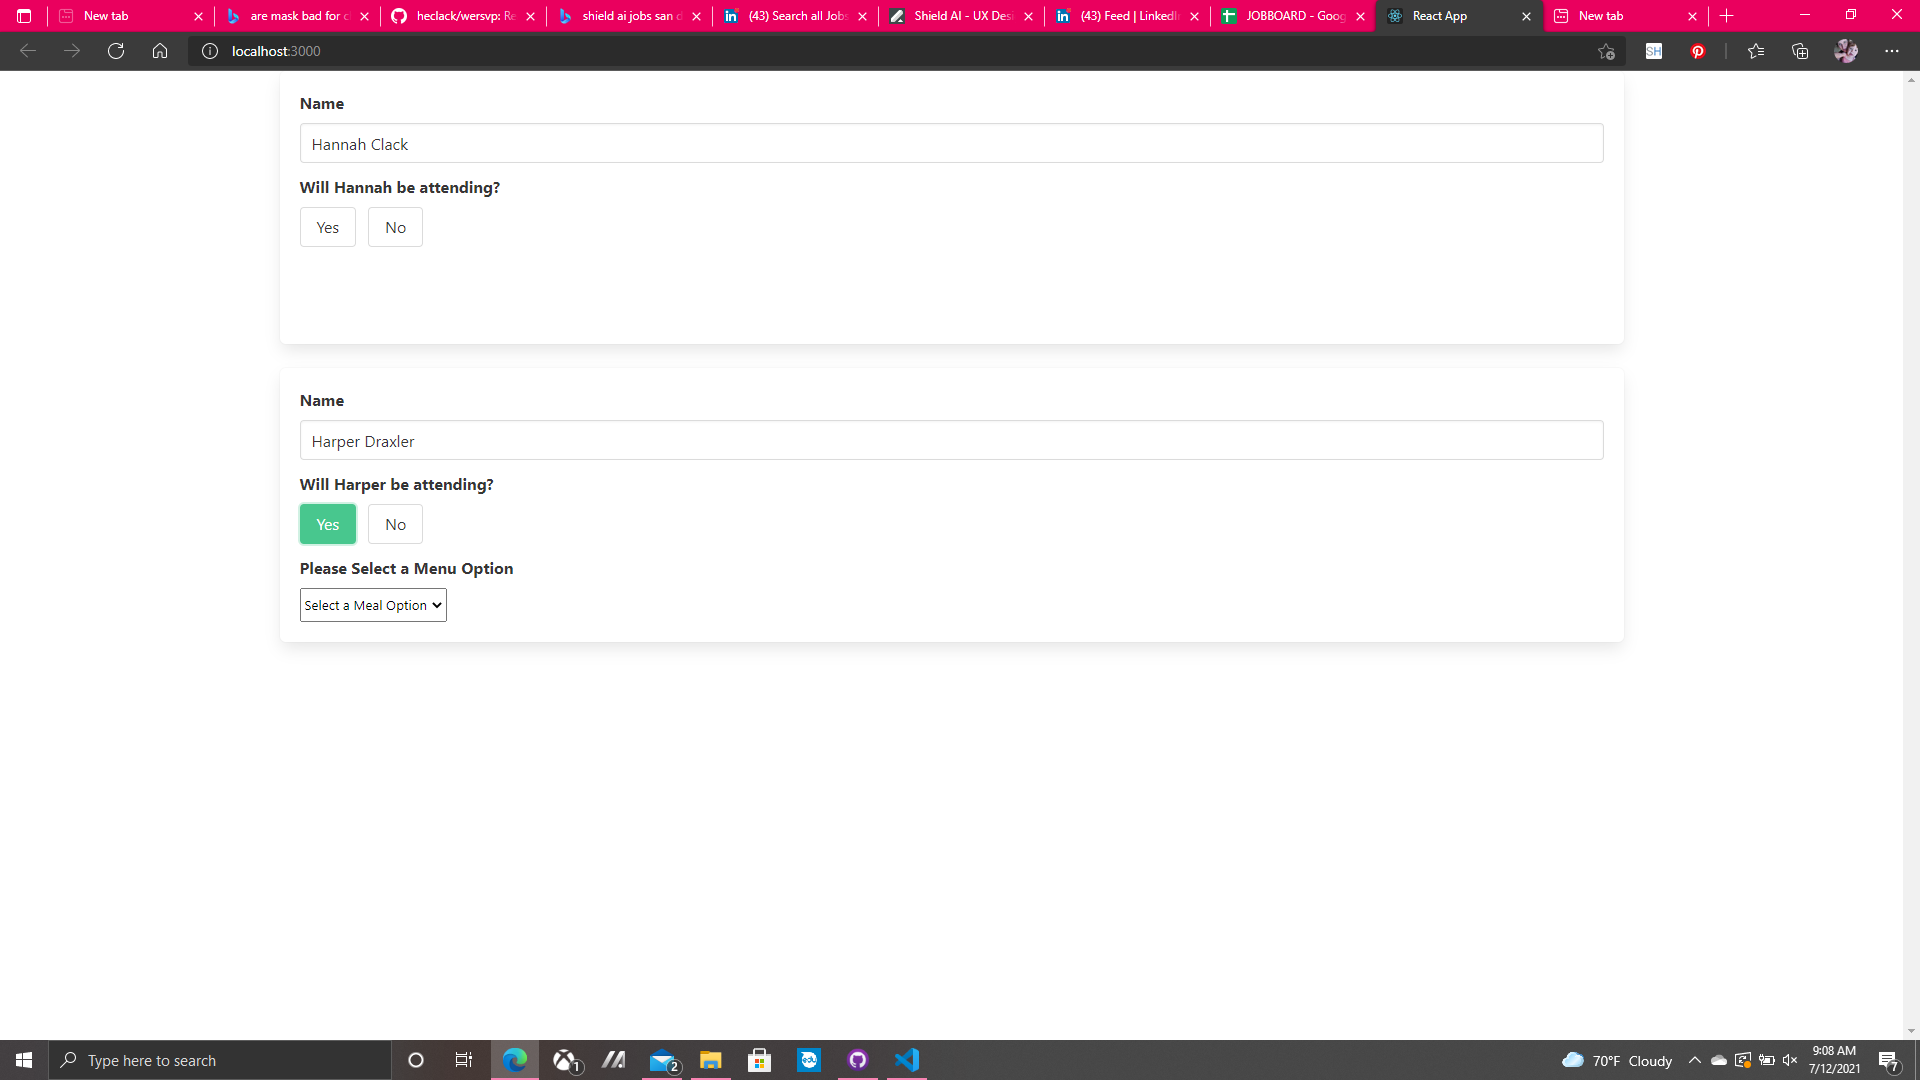 New tab
are mask bad for c
heclack/wersvp: Re
shield ai jobs san d
(43) Search all Jobs
Shield AI - UX Desi
(43) Feed | LinkedIn
JOBBOARD - Goog
React App
New tab
localhost:3000
SH
Name
Hannah Clack
Will Hannah be attending?
Yes No
Name
Harper Draxler
Will Harper be attending?
Yes No
Please Select a Menu Option
Select a Meal Option
Type here to search
1
2
edu
70°F Cloudy
9:08 AM
7/12/2021
7